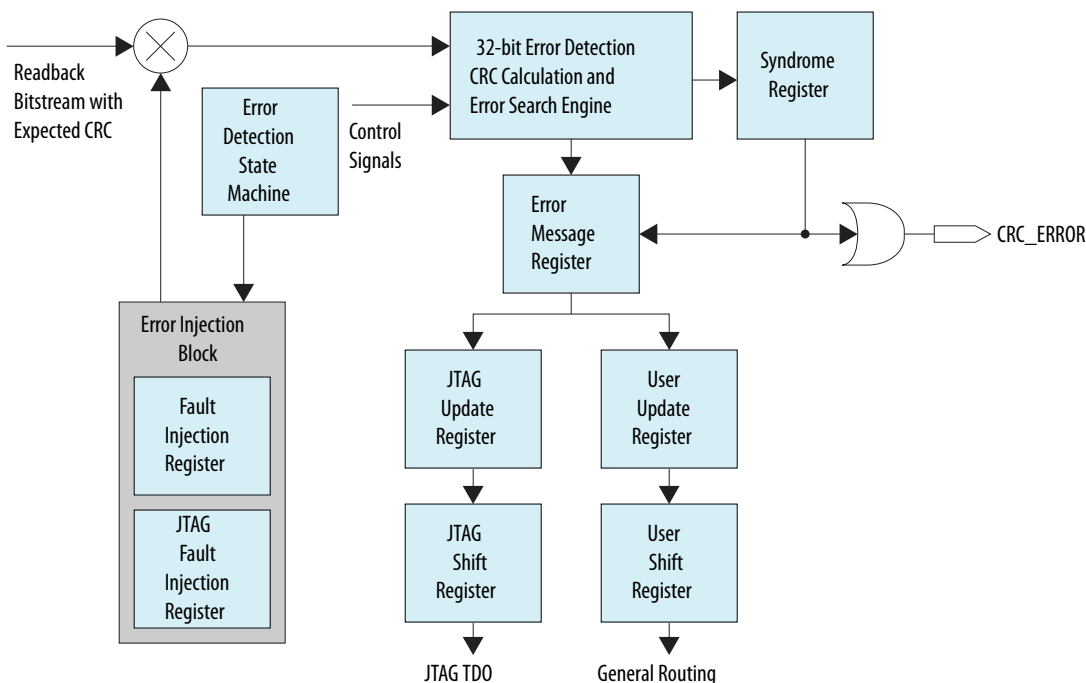 Readback
Bitstream with
Expected CRC
Error
Detection
State
Machine
Control
Signals
32-bit Error Detection
CRC Calculation and
Error Search Engine
Syndrome
Register
Error
Message
Register
CRC_ERROR
Error Injection
Block
Fault
Injection
Register
JTAG
Fault
Injection
Register
JTAG
Update
Register
User
Update
Register
JTAG
Shift
Register
User
Shift
Register
JTAG TDO
General Routing